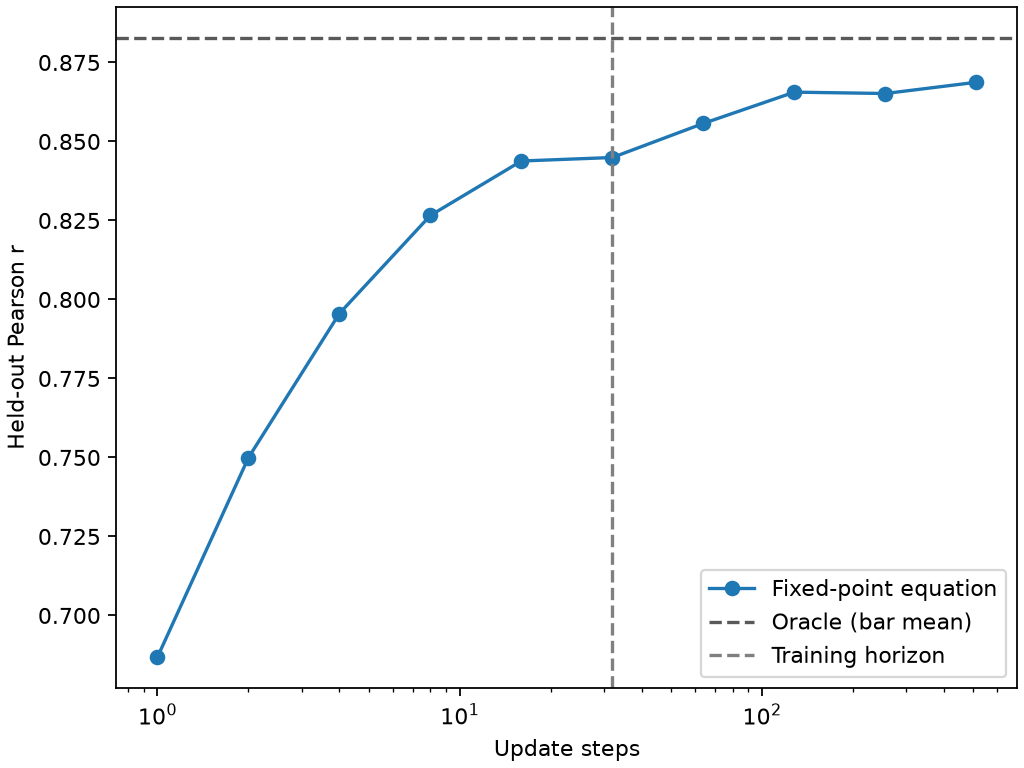 0.875
0.850
0.825
0.800
0.775
0.750
0.725
0.700
Held-out Pearson r
10⁰
10¹
10²
Update steps
Fixed-point equation
Oracle (bar mean)
Training horizon